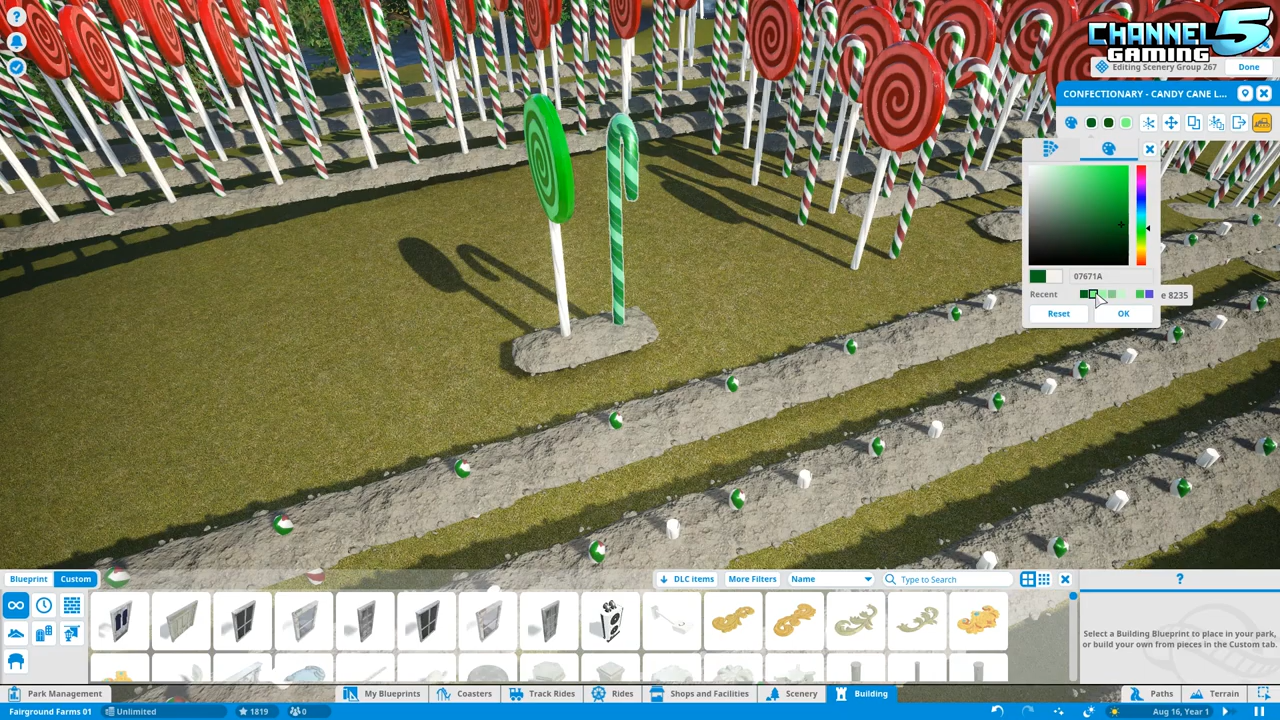 CHANNEL 5
GAMING
Editing Scenery Group 267
Done
CONFECTIONARY - CANDY CANE L...
07671A
Recent
e 8235
Reset
OK
Blueprint
Custom
DLC items
More Filters
Name
Type to Search
?
Select a Building Blueprint to place in your park,
or build your own from pieces in the Custom tab.
Park Management
My Blueprints
Coasters
Track Rides
Rides
Shops and Facilities
Scenery
Building
Paths
Terrain
Fairground Farms 01
Unlimited
1819
0
Aug 16, Year 1